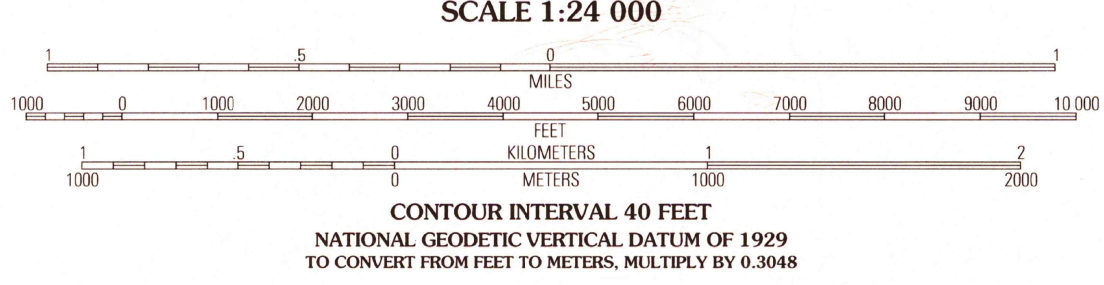 SCALE 1:24 000
1 .5 0 1
MILES
1000 0 1000 2000 3000 4000 5000 6000 7000 8000 9000 10 000
FEET
1 .5 0 KILOMETERS 1 2
1000 0 METERS 1000 2000
CONTOUR INTERVAL 40 FEET
NATIONAL GEODETIC VERTICAL DATUM OF 1929
TO CONVERT FROM FEET TO METERS, MULTIPLY BY 0.3048